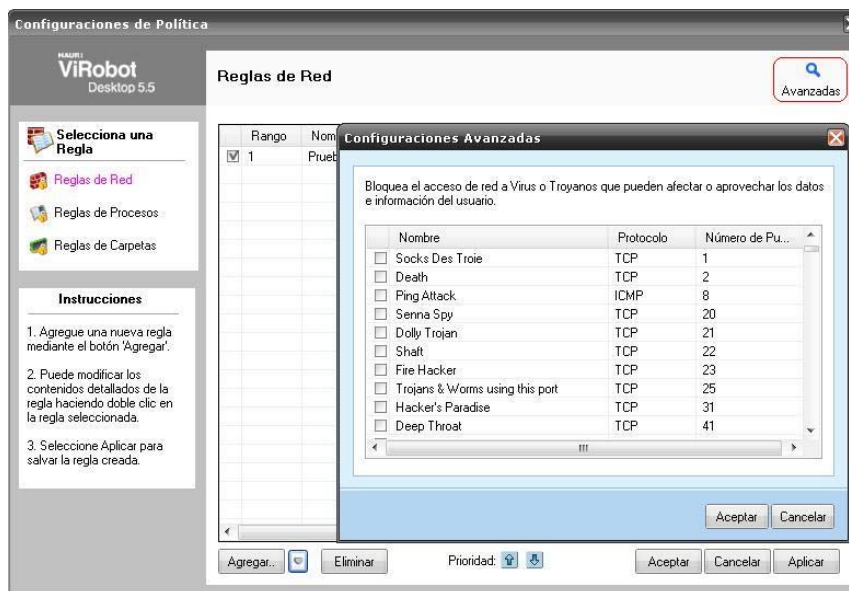 Configuraciones de Política
HAURI
ViRobot
Desktop 5.5
Reglas de Red
Avanzadas
Selecciona una
Regla
Reglas de Red
Reglas de Procesos
Reglas de Carpetas
Instrucciones
1. Agregue una nueva regla
mediante el botón 'Agregar'.
2. Puede modificar los
contenidos detallados de la
regla haciendo doble clic en
la regla seleccionada.
3. Seleccione Aplicar para
salvar la regla creada.
Rango Nom
1 Prueb
Configuraciones Avanzadas
Bloquea el acceso de red a Virus o Troyanos que pueden afectar o aprovechar los datos
e información del usuario.
Nombre Protocolo Número de Pu...
Socks Des Troie TCP 1
Death TCP 2
Ping Attack ICMP 8
Senna Spy TCP 20
Dolly Trojan TCP 21
Shaft TCP 22
Fire Hacker TCP 23
Trojans & Worms using this port TCP 25
Hacker's Paradise TCP 31
Deep Throat TCP 41
Aceptar Cancelar
Agregar.. Eliminar Prioridad: Aceptar Cancelar Aplicar